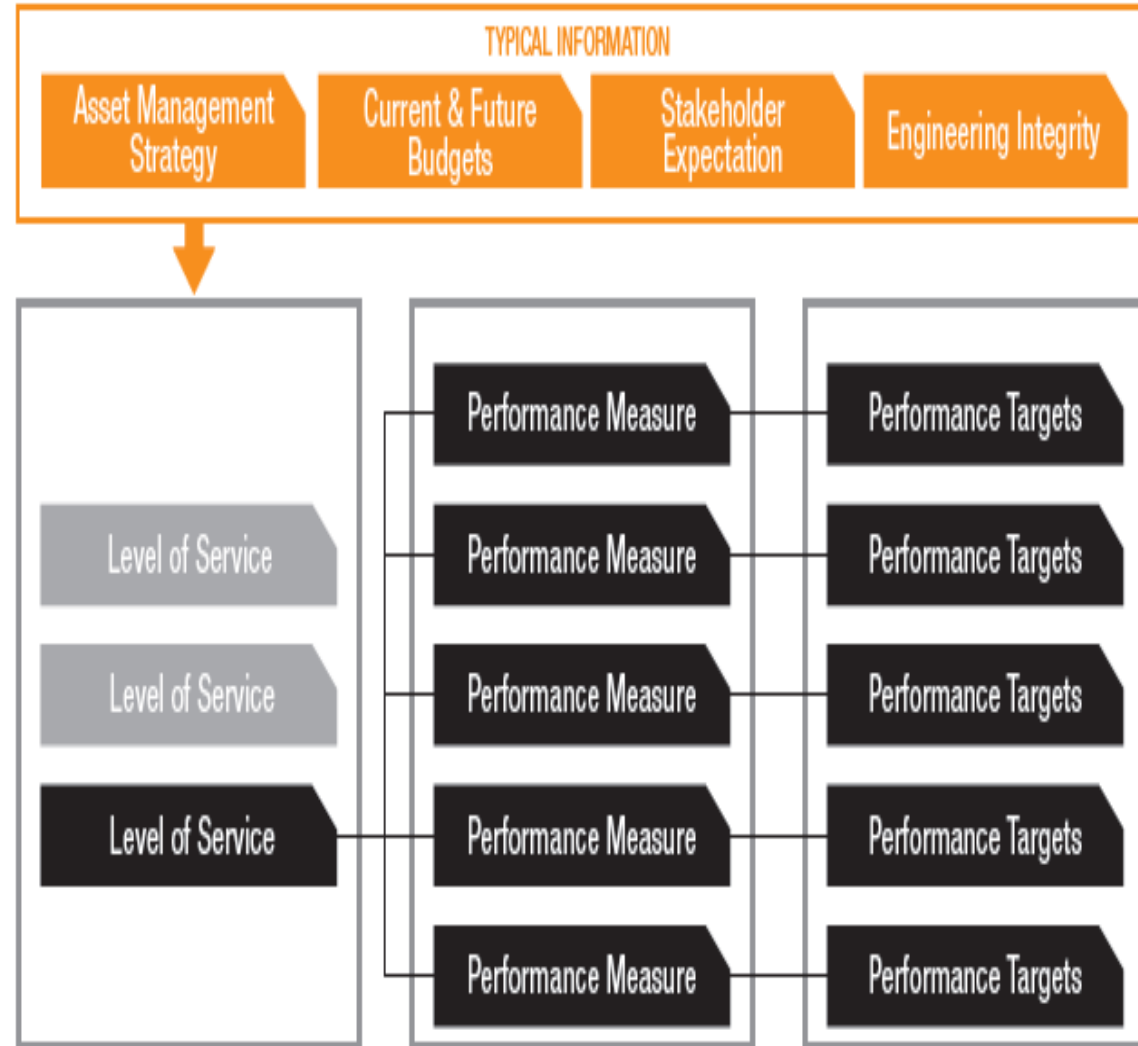 TYPICAL INFORMATION
Asset Management
Strategy
Current & Future
Budgets
Stakeholder
Expectation
Engineering Integrity
Level of Service
Level of Service
Level of Service
Performance Measure
Performance Measure
Performance Measure
Performance Measure
Performance Measure
Performance Targets
Performance Targets
Performance Targets
Performance Targets
Performance Targets